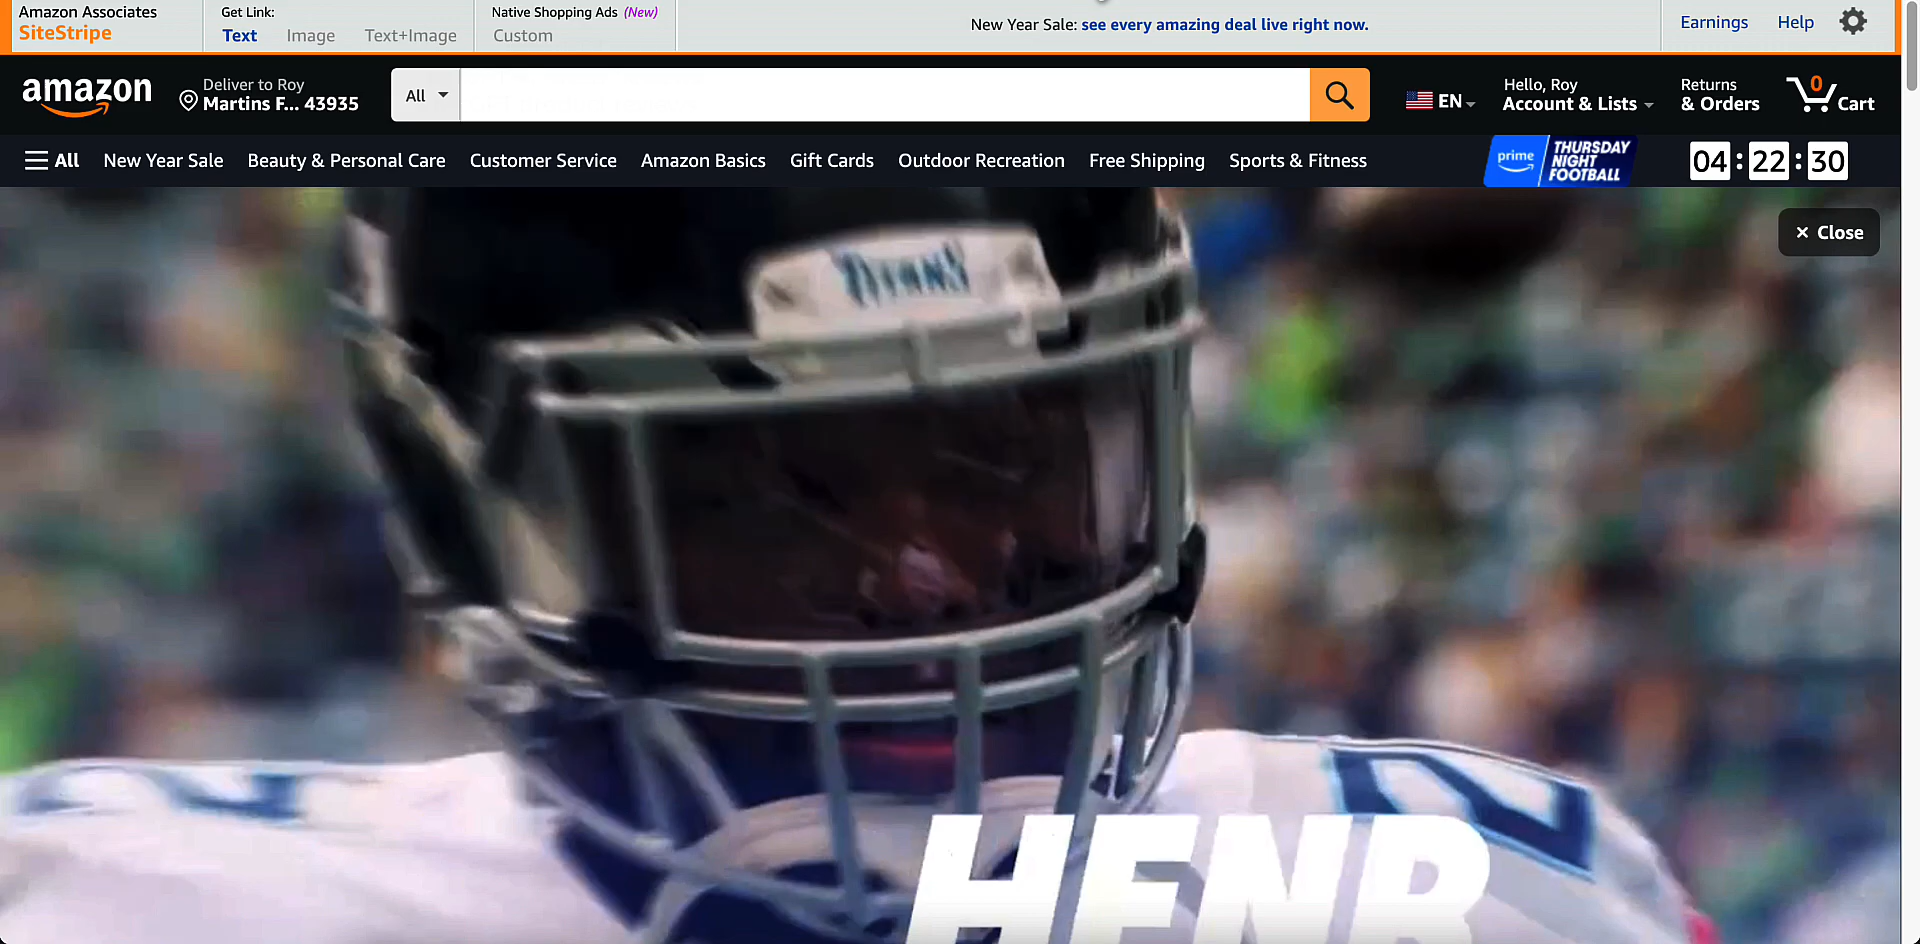 Amazon Associates
SiteStripe
Get Link:
Text Image Text+Image
Native Shopping Ads (New)
Custom
New Year Sale: see every amazing deal live right now.
Earnings Help
amazon
Deliver to Roy
Martins F... 43935
All
EN
Hello, Roy
Account & Lists
Returns
& Orders
0
Cart
All New Year Sale Beauty & Personal Care Customer Service Amazon Basics Gift Cards Outdoor Recreation Free Shipping Sports & Fitness
prime
THURSDAY
NIGHT
FOOTBALL
04 : 22 : 30
× Close
TITANS
2